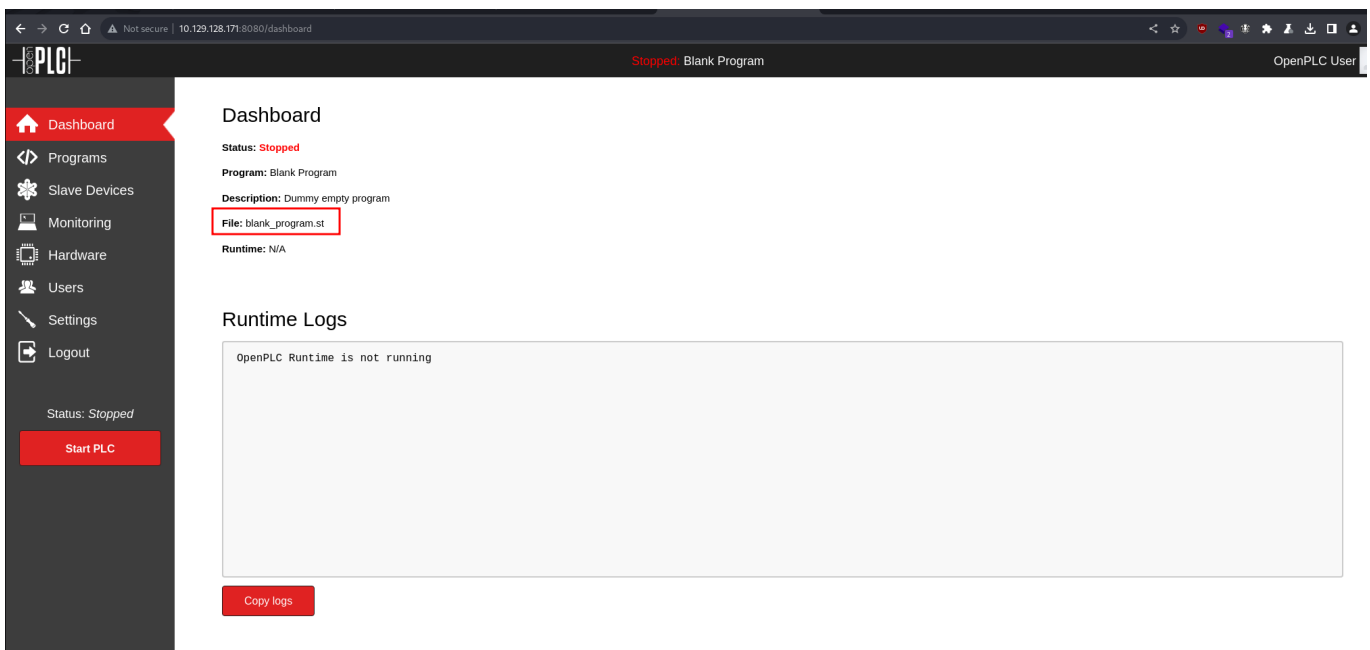 Not secure | 10.129.128.171:8080/dashboard
2
open PLC
Stopped: Blank Program
OpenPLC User
Dashboard
Programs
Slave Devices
Monitoring
Hardware
Users
Settings
Logout
Status: Stopped
Start PLC
Dashboard
Status: Stopped
Program: Blank Program
Description: Dummy empty program
File: blank_program.st
Runtime: N/A
Runtime Logs
OpenPLC Runtime is not running
Copy logs